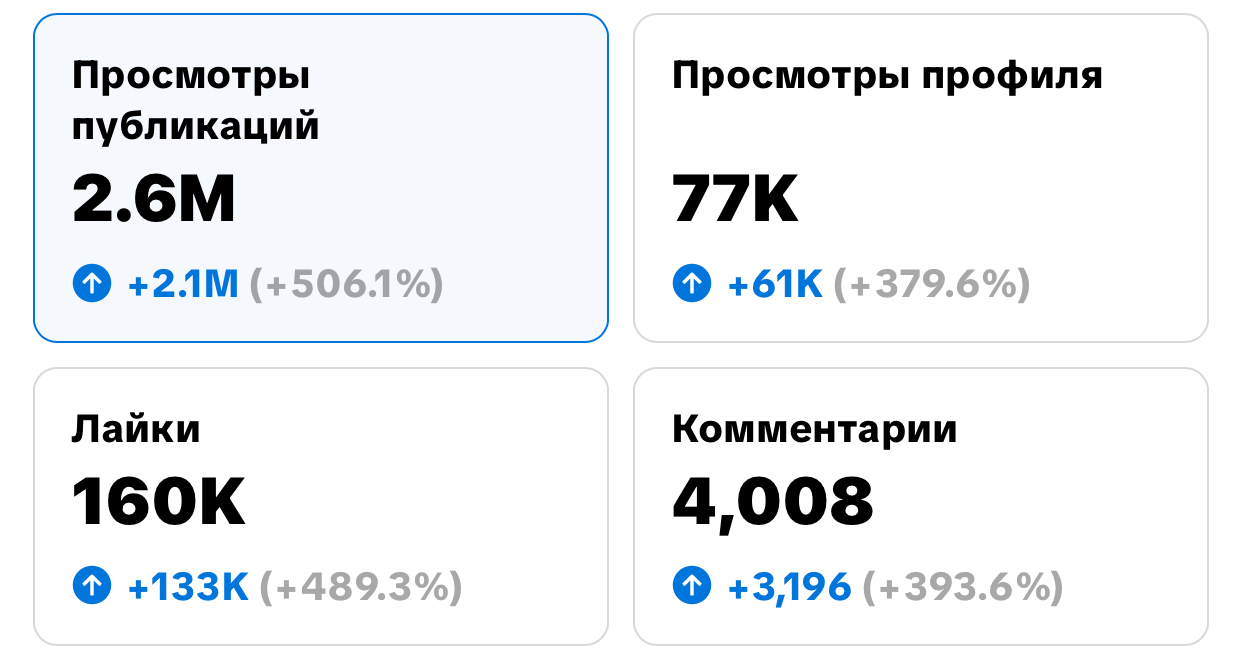 Просмотры
публикаций
2.6M
+2.1M (+506.1%)
Просмотры профиля
77K
+61K (+379.6%)
Лайки
160K
+133K (+489.3%)
Комментарии
4,008
+3,196 (+393.6%)